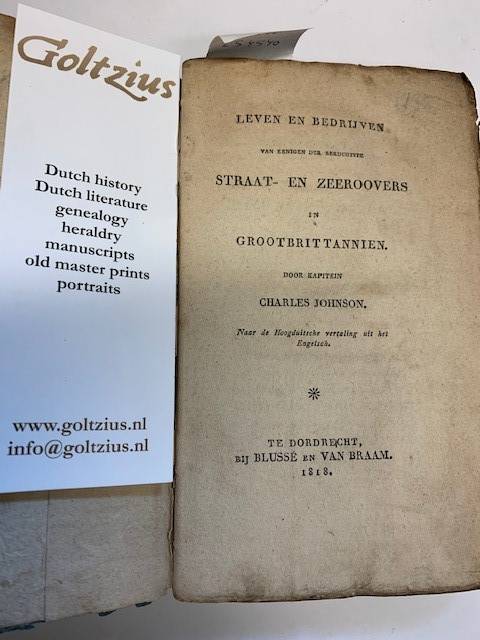 Goltzius
Dutch history
Dutch literature
genealogy
heraldry
manuscripts
old master prints
portraits
www.goltzius.nl
info@goltzius.nl
LEVEN EN BEDRIJVEN
VAN EENIGEN DER BERUCHTSTE
STRAAT- EN ZEEROOVERS
IN
GROOTBRITTANNIEN.
DOOR KAPITEIN
CHARLES JOHNSON.
Naar de Hoogduitsche vertaling uit het
Engelsch.
TE DORDRECHT,
BIJ BLUSSÉ EN VAN BRAAM.
1818.